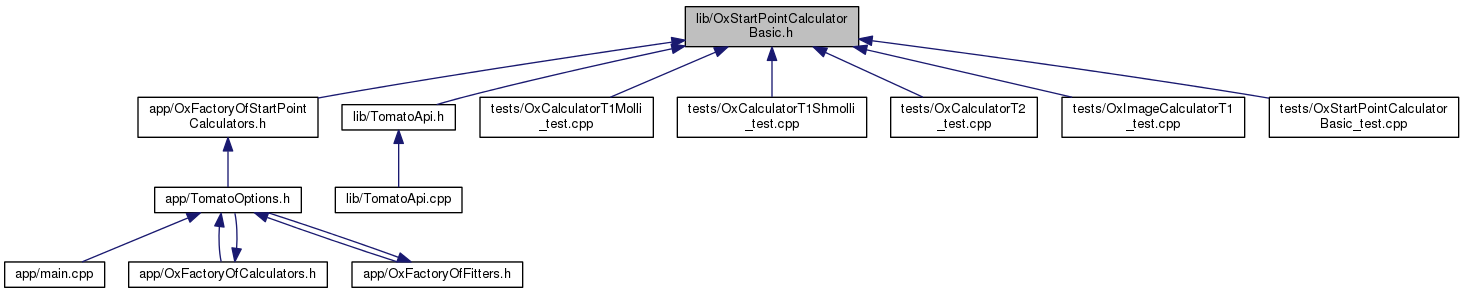 lib/OxStartPointCalculator
Basic.h
app/OxFactoryOfStartPoint
Calculators.h
lib/TomatoApi.h
tests/OxCalculatorT1Molli
_test.cpp
tests/OxCalculatorT1Shmolli
_test.cpp
tests/OxCalculatorT2
_test.cpp
tests/OxImageCalculatorT1
_test.cpp
tests/OxStartPointCalculator
Basic_test.cpp
app/TomatoOptions.h
lib/TomatoApi.cpp
app/main.cpp
app/OxFactoryOfCalculators.h
app/OxFactoryOfFitters.h